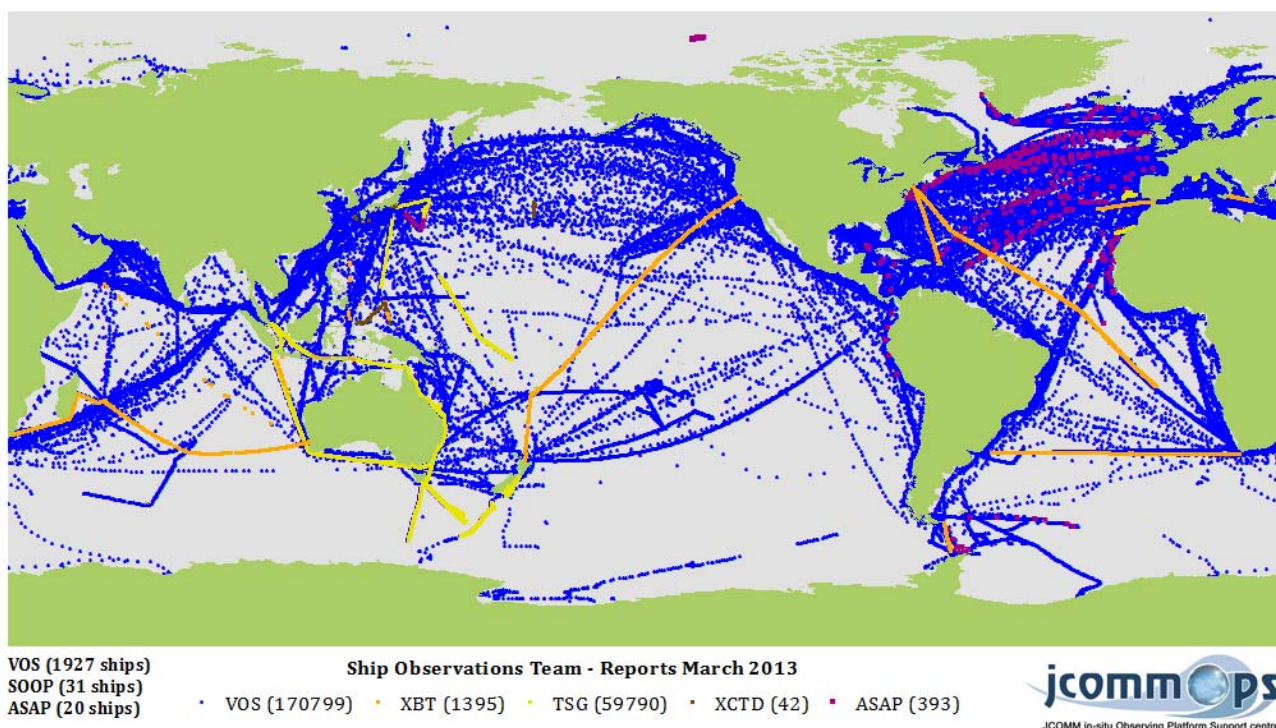 VOS (1927 ships)
SOOP (31 ships)
ASAP (20 ships)
Ship Observations Team - Reports March 2013
VOS (170799) XBT (1395) TSG (59790) XCTD (42) ASAP (393)
jcommops
JCOMM in-situ Observing Platform Support centre